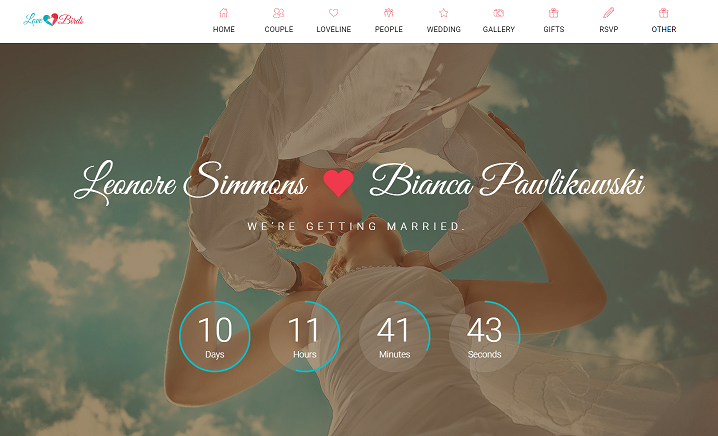 Love Birds
HOME COUPLE LOVELINE PEOPLE WEDDING GALLERY GIFTS RSVP OTHER
Leonore Simmons Bianca Pawlikowski
WE'RE GETTING MARRIED.
10 11 41 43
Days Hours Minutes Seconds